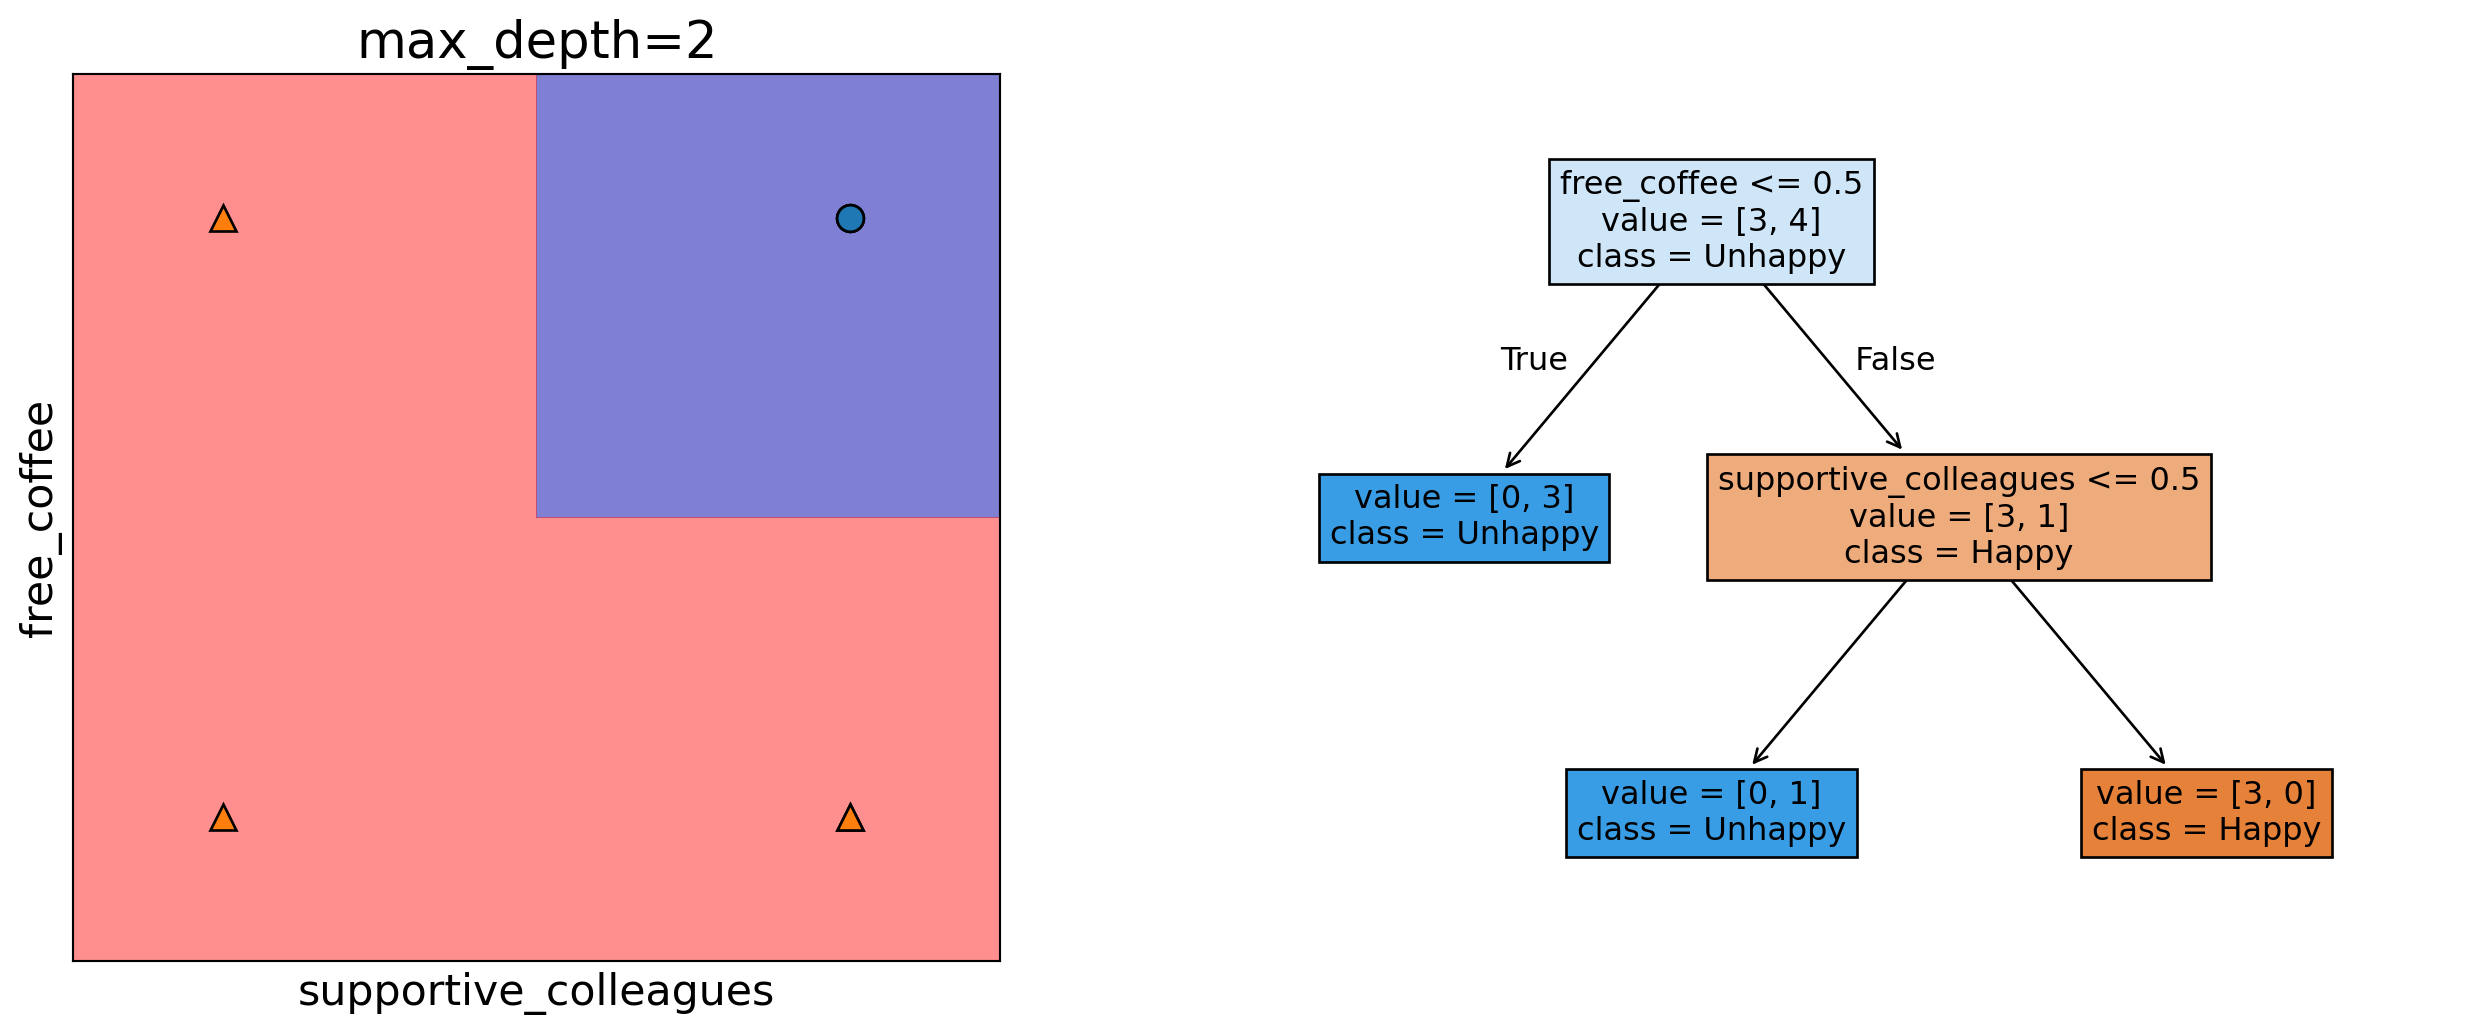 max_depth=2
free_coffee
supportive_colleagues
free_coffee <= 0.5
value = [3, 4]
class = Unhappy
True
False
value = [0, 3]
class = Unhappy
supportive_colleagues <= 0.5
value = [3, 1]
class = Happy
value = [0, 1]
class = Unhappy
value = [3, 0]
class = Happy